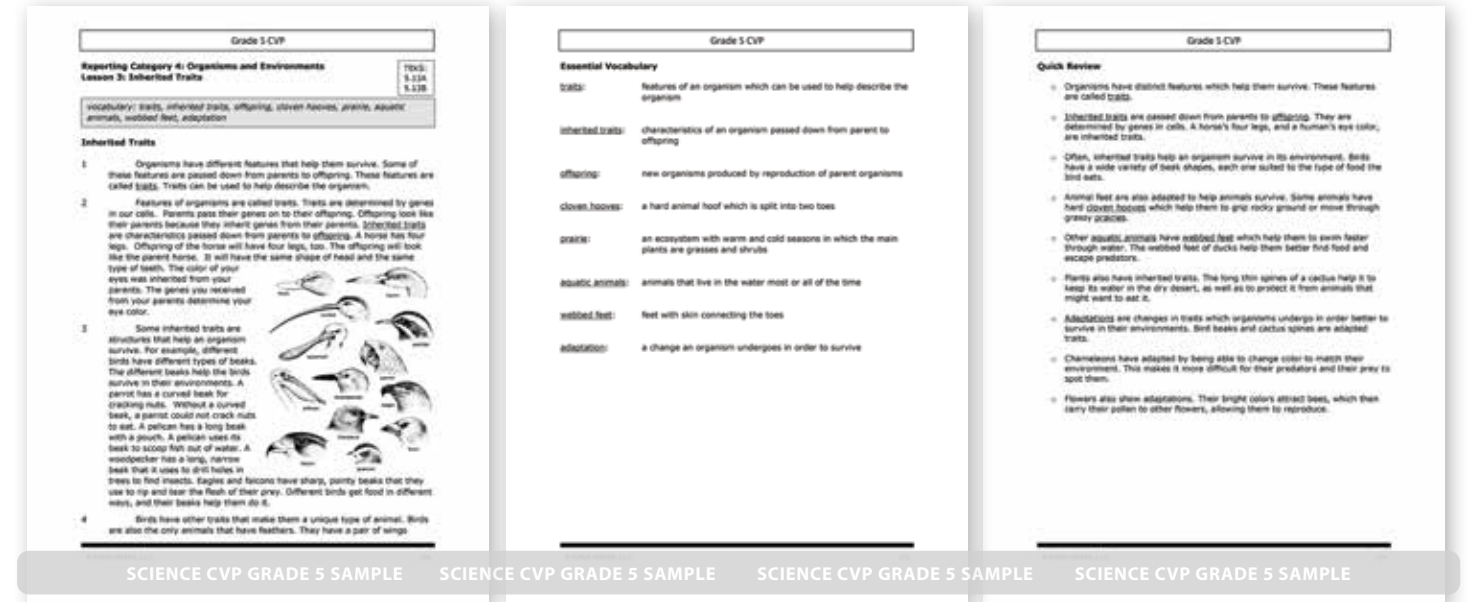 Grade 5 CVP
Reporting Category 4: Organisms and Environments
Lesson 3: Inherited Traits
TEKS:
5.10A
5.10B
vocabulary: traits, inherited traits, offspring, cloven hooves, prairie, aquatic
animals, webbed feet, adaptation
Inherited Traits
1 Organisms have different features that help them survive. Some of
these features are passed down from parents to offspring. These features are
called traits. Traits can be used to help describe the organism.
2 Features of organisms are called traits. Traits are determined by genes
in our cells. Parents pass their genes on to their offspring. Offspring look like
their parents because they inherit genes from their parents. Inherited traits
are characteristics passed down from parents to offspring. A horse has four
legs. Offspring of the horse will have four legs, too. The offspring will look
like the parent horse. It will have the same shape of head and the same
type of teeth. The color of your
eyes was inherited from your
parents. The genes you received
from your parents determine your
eye color.
3 Some inherited traits are
structures that help an organism
survive. For example, different
birds have different types of beaks.
The different beaks help the birds
survive in their environments. A
parrot has a curved beak for
cracking nuts. Without a curved
beak, a parrot could not crack nuts
to eat. A pelican has a long beak
with a pouch. A pelican uses its
beak to scoop fish out of water. A
woodpecker has a long, narrow
beak that it uses to drill holes in
trees to find insects. Eagles and falcons have sharp, pointy beaks that they
use to rip and tear the flesh of their prey. Different birds get food in different
ways, and their beaks help them do it.
4 Birds have other traits that make them a unique type of animal. Birds
are also the only animals that have feathers. They have a pair of wings
Grade 5 CVP
Essential Vocabulary
traits: features of an organism which can be used to help describe the
organism
inherited traits: characteristics of an organism passed down from parent to
offspring
offspring: new organisms produced by reproduction of parent organisms
cloven hooves: a hard animal hoof which is split into two toes
prairie: an ecosystem with warm and cold seasons in which the main
plants are grasses and shrubs
aquatic animals: animals that live in the water most or all of the time
webbed feet: feet with skin connecting the toes
adaptation: a change an organism undergoes in order to survive
Grade 5 CVP
Quick Review
Organisms have distinct features which help them survive. These features
are called traits.
Inherited traits are passed down from parents to offspring. They are
determined by genes in cells. A horse's four legs, and a human's eye color,
are inherited traits.
Often, inherited traits help an organism survive in its environment. Birds
have a wide variety of beak shapes, each one suited to the type of food the
bird eats.
Animal feet are also adapted to help animals survive. Some animals have
hard cloven hooves which help them to grip rocky ground or move through
grassy prairies.
Other aquatic animals have webbed feet which help them to swim faster
through water. The webbed feet of ducks help them better find food and
escape predators.
Plants also have inherited traits. The long thin spines of a cactus help it to
keep its water in the dry desert, as well as to protect it from animals that
might want to eat it.
Adaptations are changes in traits which organisms undergo in order better to
survive in their environments. Bird beaks and cactus spines are adapted
traits.
Chameleons have adapted by being able to change color to match their
environment. This makes it more difficult for their predators and their prey to
spot them.
Flowers also show adaptations. Their bright colors attract bees, which then
carry their pollen to other flowers, allowing them to reproduce.
SCIENCE CVP GRADE 5 SAMPLE SCIENCE CVP GRADE 5 SAMPLE SCIENCE CVP GRADE 5 SAMPLE SCIENCE CVP GRADE 5 SAMPLE